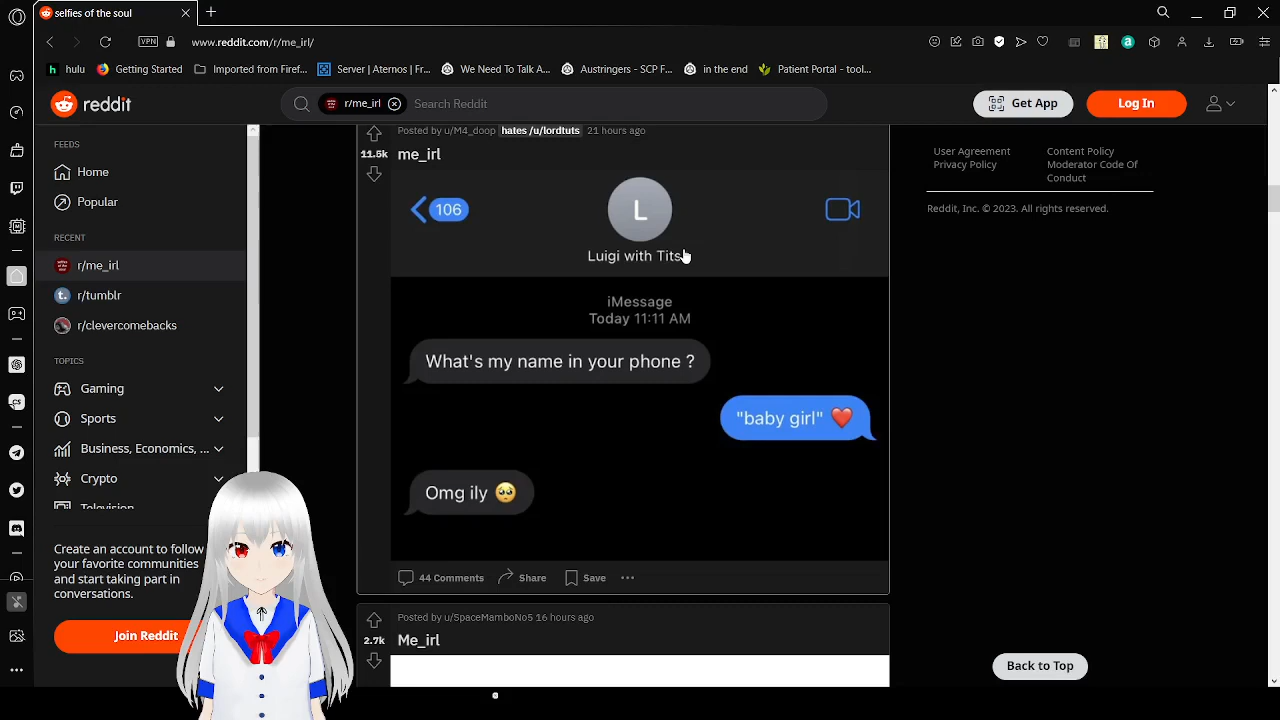 selfies of the soul
VPN
www.reddit.com/r/me_irl/
hulu
Getting Started
Imported from Firef...
Server | Aternos | Fr...
We Need To Talk A...
Austringers - SCP F...
in the end
Patient Portal - tool...
reddit
r/me_irl
Search Reddit
Get App
Log In
FEEDS
Home
Popular
RECENT
r/me_irl
r/tumblr
r/clevercomebacks
TOPICS
Gaming
Sports
Business, Economics, ...
Crypto
Television
Create an account to follow
your favorite communities
and start taking part in
conversations.
Join Reddit
Posted by u/M4_doop hates /u/lordtuts 21 hours ago
11.5k
me_irl
106
L
Luigi with Tits
iMessage
Today 11:11 AM
What's my name in your phone ?
"baby girl" ❤️
Omg ily 🥺
44 Comments
Share
Save
Posted by u/SpaceMamboNo5 16 hours ago
2.7k
Me_irl
User Agreement
Privacy Policy
Content Policy
Moderator Code Of
Conduct
Reddit, Inc. © 2023. All rights reserved.
Back to Top